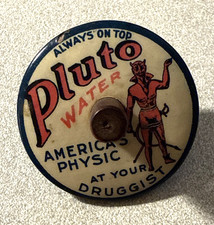 ALWAYS ON TOP
Pluto
WATER
AMERICA'S
PHYSIC
AT YOUR
DRUGGIST